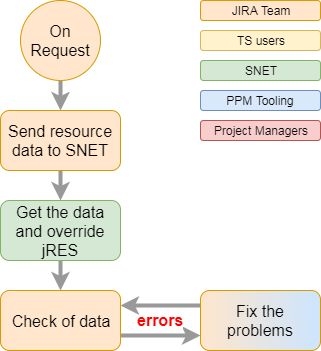 On
Request
JIRA Team
TS users
SNET
PPM Tooling
Project Managers
Send resource
data to SNET
Get the data
and override
jRES
Check of data
errors
Fix the
problems